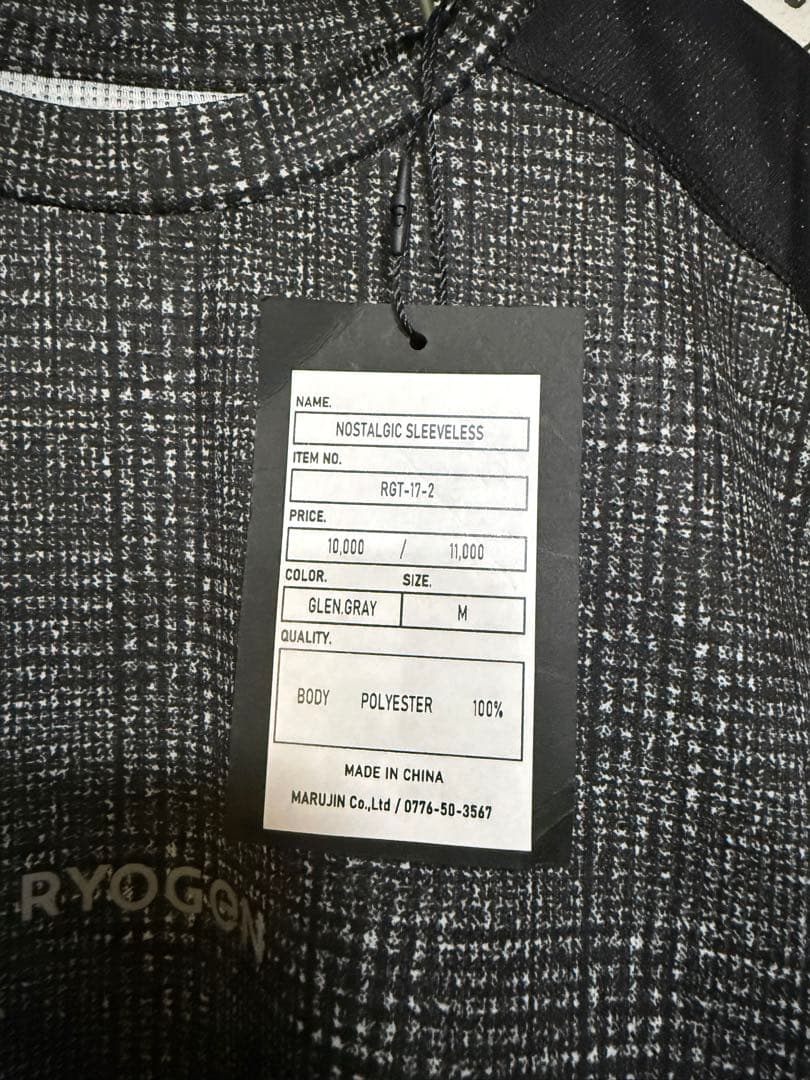 NAME.
NOSTALGIC SLEEVELESS
ITEM NO.
RGT-17-2
PRICE.
10,000 / 11,000
COLOR. SIZE.
GLEN.GRAY M
QUALITY.
BODY POLYESTER 100%
MADE IN CHINA
MARUJIN Co.,Ltd / 0776-50-3567
RYOGON